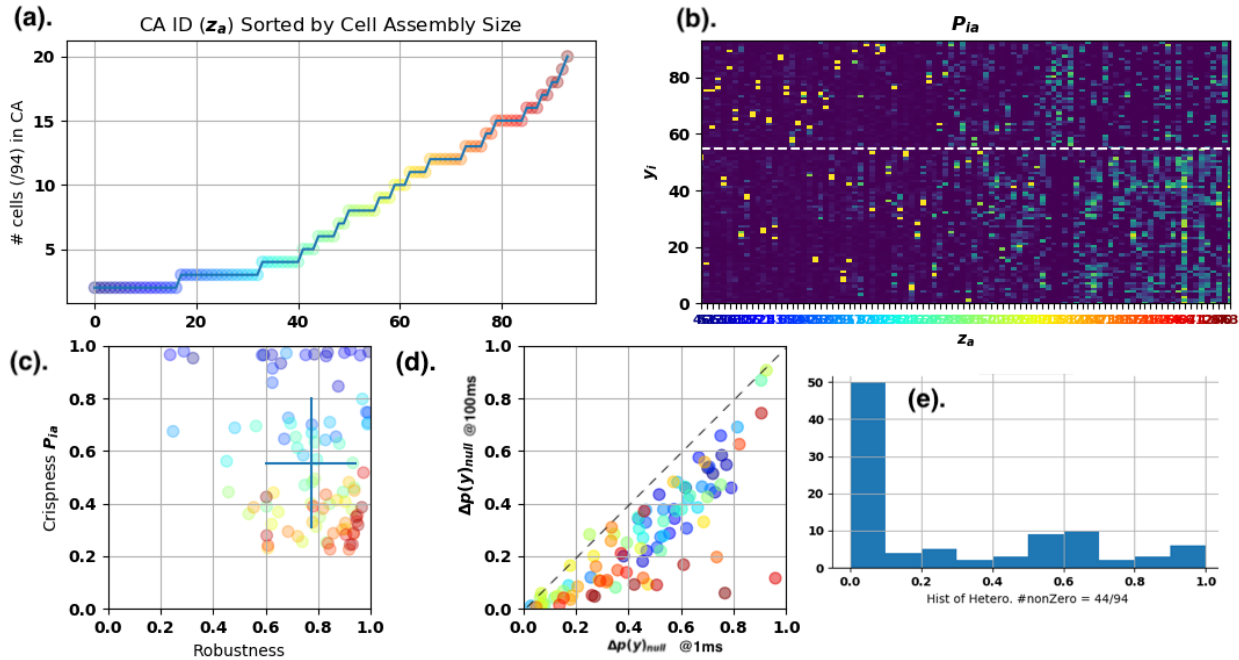 (a).
CA ID (z_a) Sorted by Cell Assembly Size
# cells (/94) in CA
20
15
10
5
0 20 40 60 80
(b).
P_ia
y_i
80
60
40
20
0
z_a
(c).
Crispness P_ia
1.0
0.8
0.6
0.4
0.2
0.0
0.0 0.2 0.4 0.6 0.8 1.0
Robustness
(d).
Δp(y)_null @100ms
1.0
0.8
0.6
0.4
0.2
0.0
0.0 0.2 0.4 0.6 0.8 1.0
Δp(y)_null @1ms
(e).
50
40
30
20
10
0
0.0 0.2 0.4 0.6 0.8 1.0
Hist of Hetero. #nonZero = 44/94